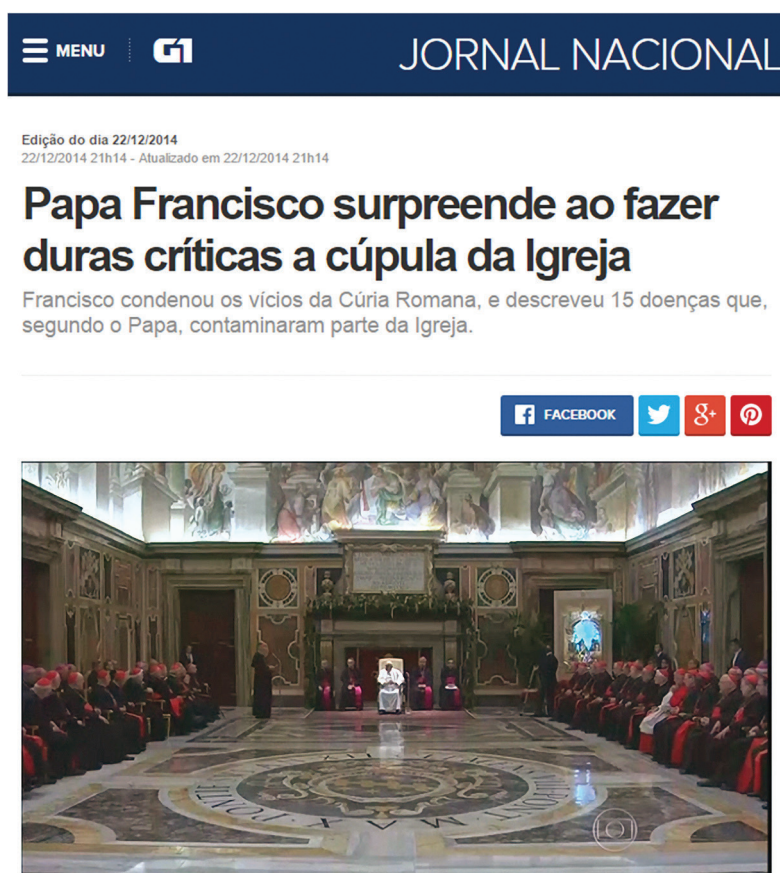 MENU
G1
JORNAL NACIONAL
Edição do dia 22/12/2014
22/12/2014 21h14 - Atualizado em 22/12/2014 21h14
Papa Francisco surpreende ao fazer
duras críticas a cúpula da Igreja
Francisco condenou os vícios da Cúria Romana, e descreveu 15 doenças que,
segundo o Papa, contaminaram parte da Igreja.
FACEBOOK
g+